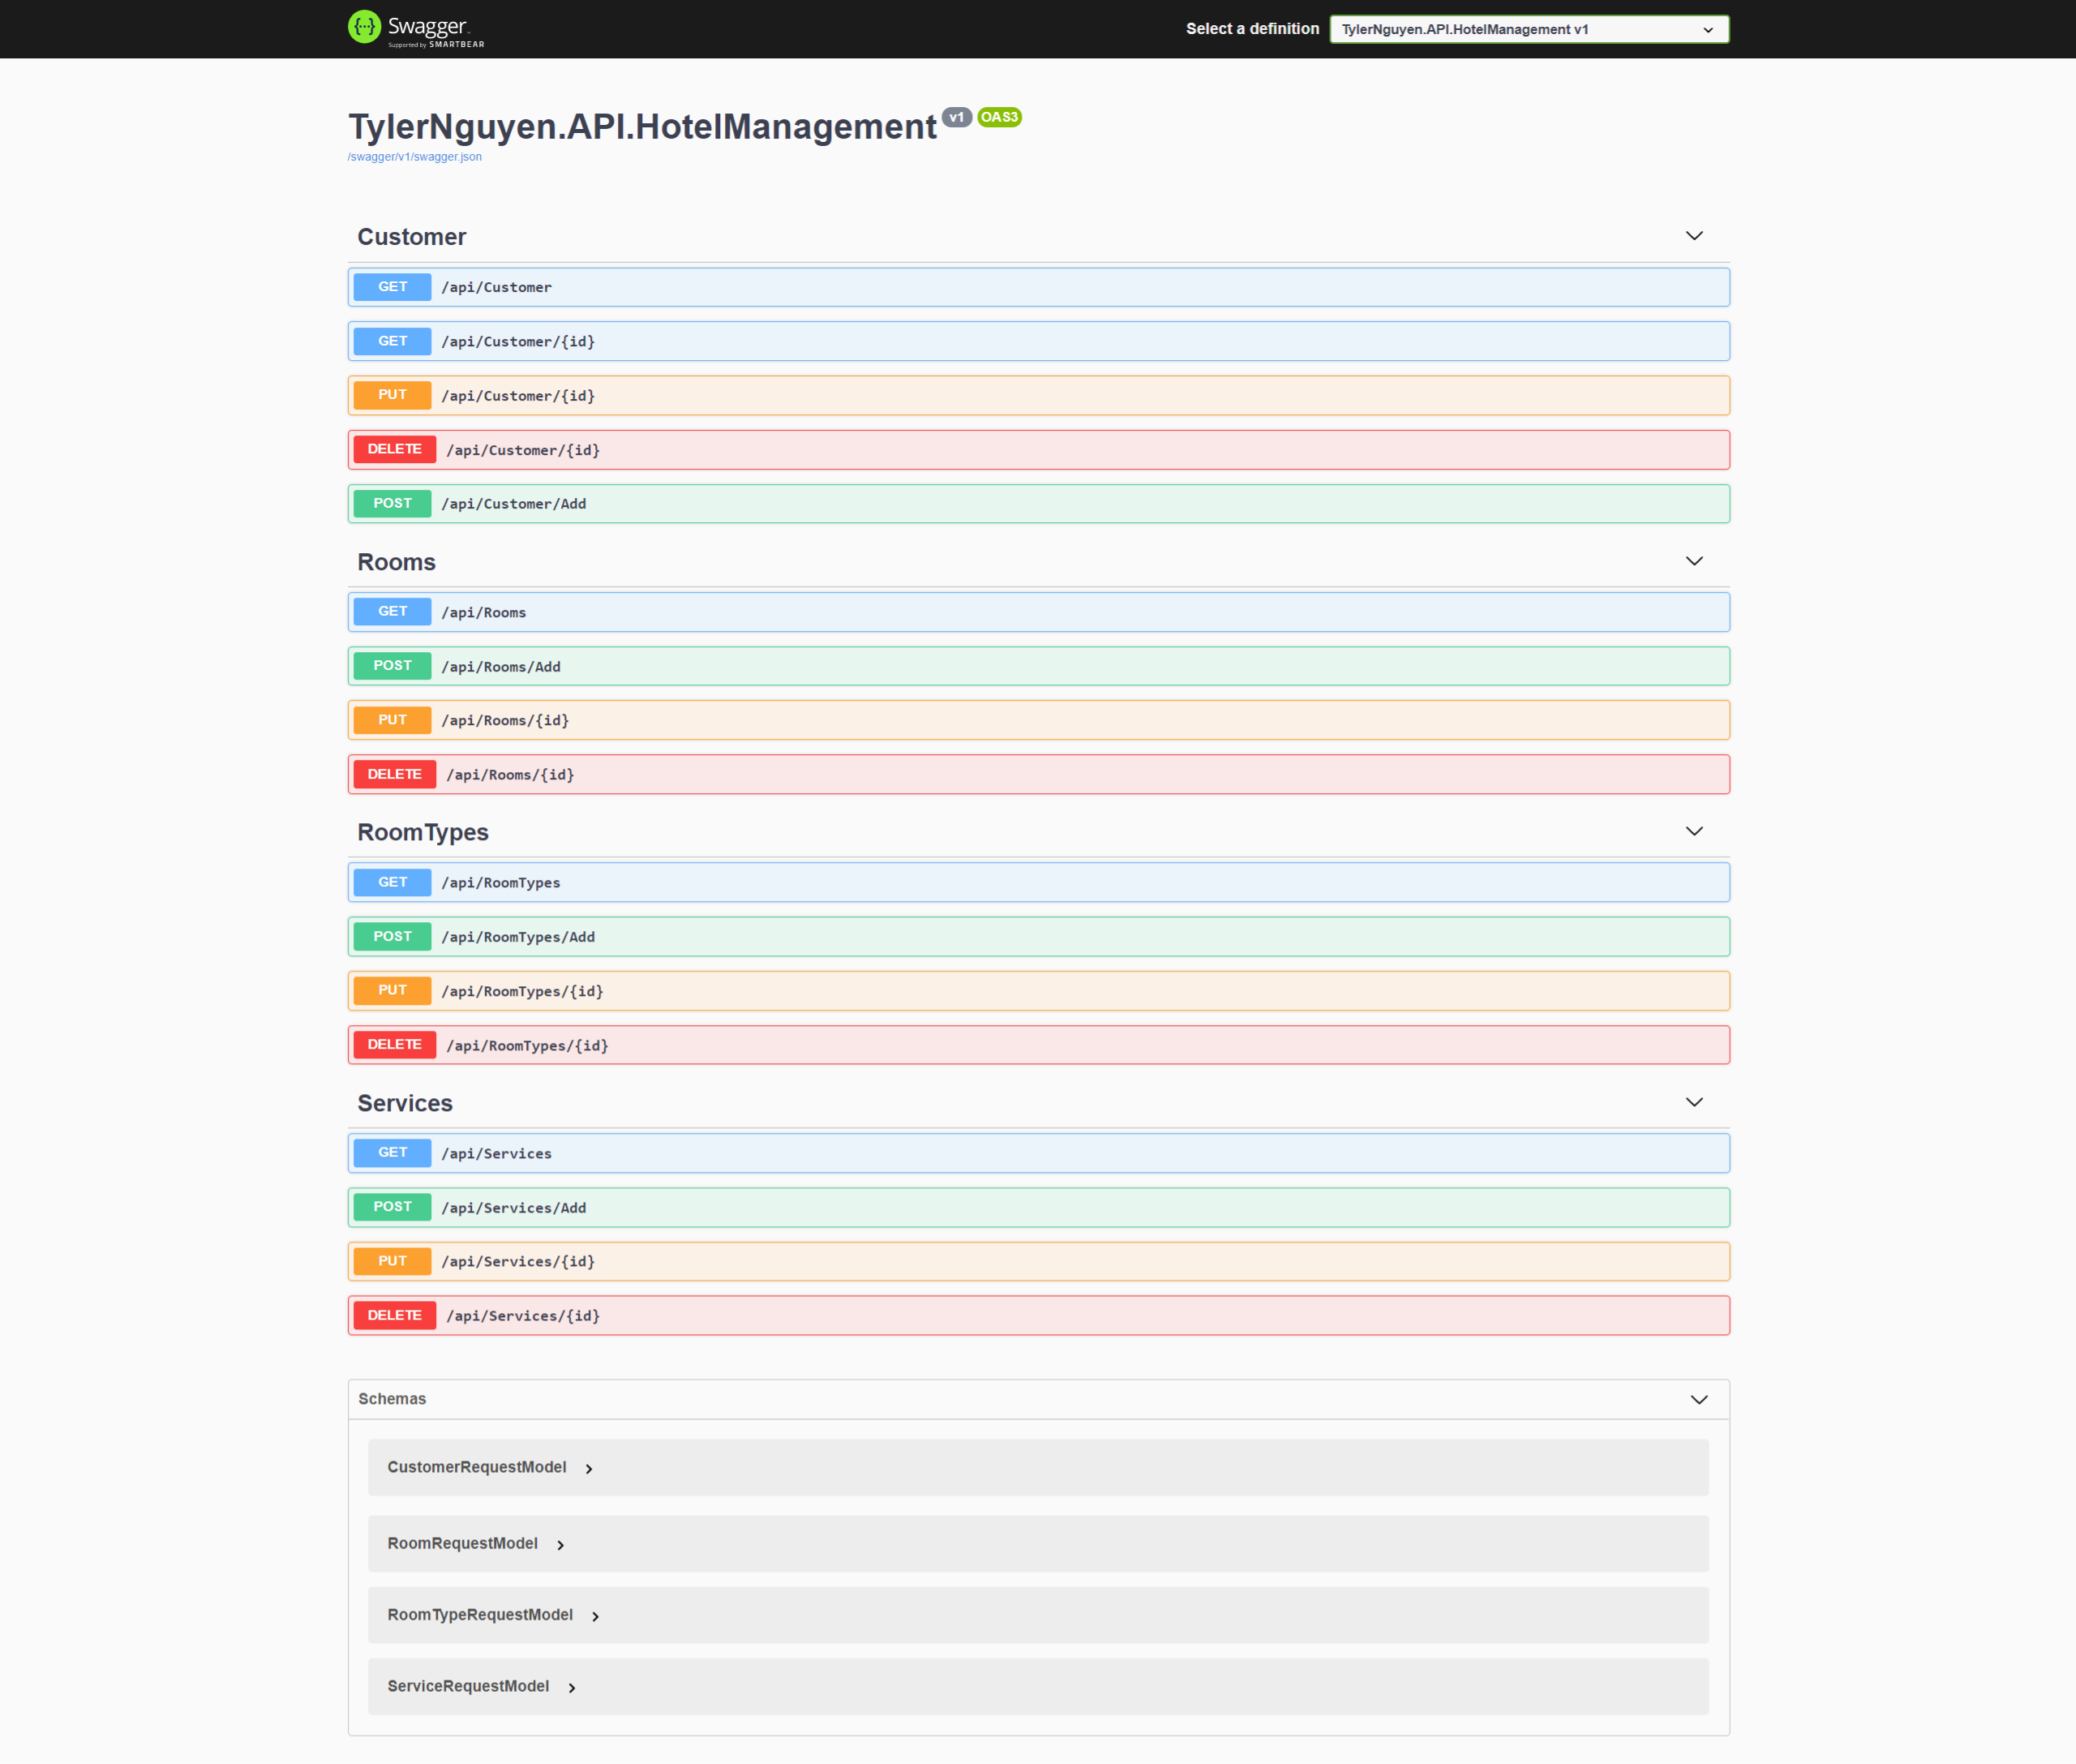 Swagger
Supported by SMARTBEAR
Select a definition
TylerNguyen.API.HotelManagement v1
TylerNguyen.API.HotelManagement v1 OAS3
/swagger/v1/swagger.json
Customer
GET /api/Customer
GET /api/Customer/{id}
PUT /api/Customer/{id}
DELETE /api/Customer/{id}
POST /api/Customer/Add
Rooms
GET /api/Rooms
POST /api/Rooms/Add
PUT /api/Rooms/{id}
DELETE /api/Rooms/{id}
RoomTypes
GET /api/RoomTypes
POST /api/RoomTypes/Add
PUT /api/RoomTypes/{id}
DELETE /api/RoomTypes/{id}
Services
GET /api/Services
POST /api/Services/Add
PUT /api/Services/{id}
DELETE /api/Services/{id}
Schemas
CustomerRequestModel
RoomRequestModel
RoomTypeRequestModel
ServiceRequestModel